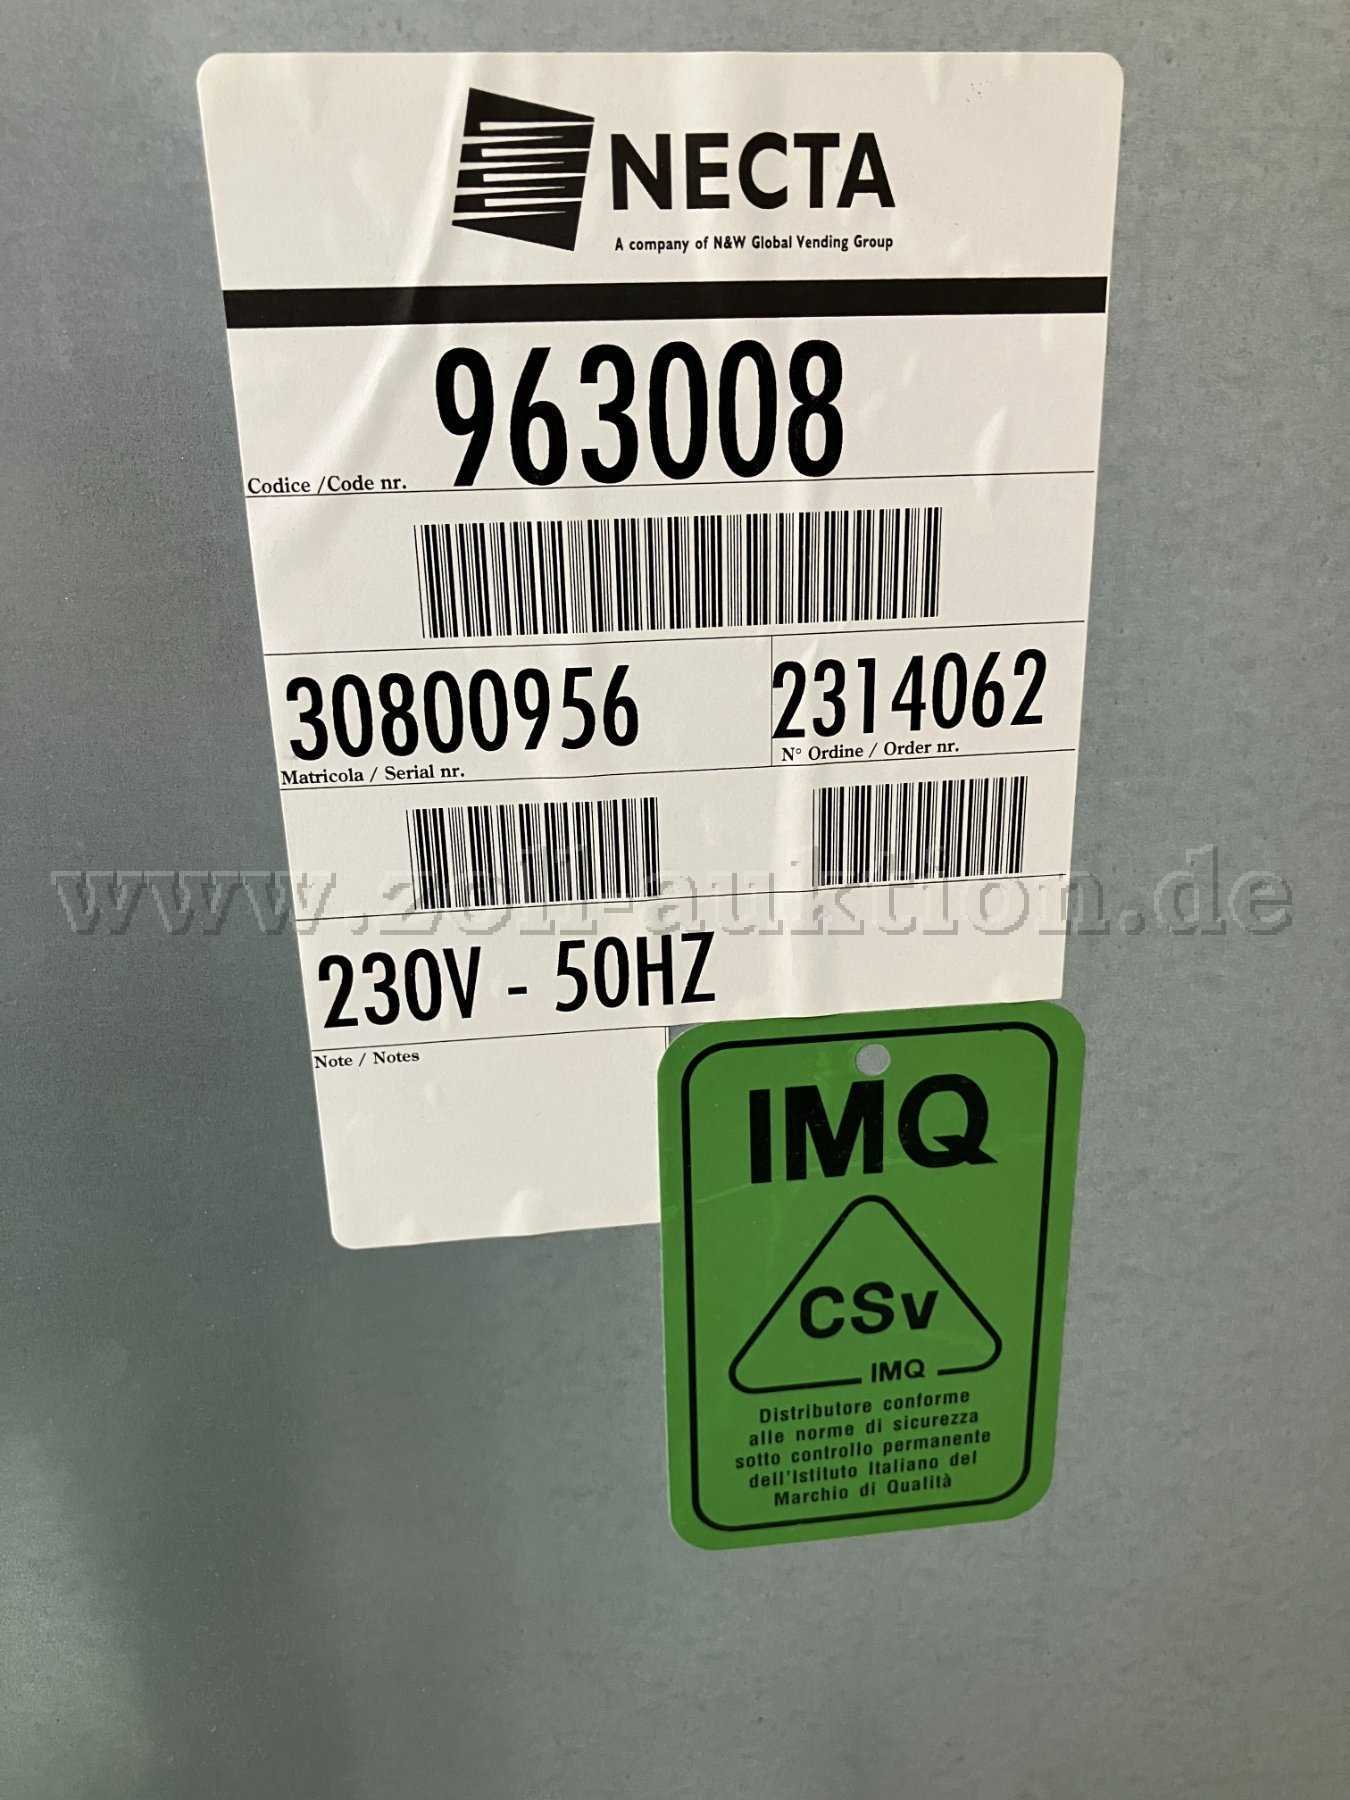 NECTA
A company of N&W Global Vending Group
963008
Codice /Code nr.
30800956
Matricola / Serial nr.
2314062
N° Ordine / Order nr.
www.zoll-auktion.de
230V - 50HZ
Note / Notes
IMQ
CSv
IMQ
Distributore conforme
alle norme di sicurezza
sotto controllo permanente
dell'Istituto Italiano del
Marchio di Qualità